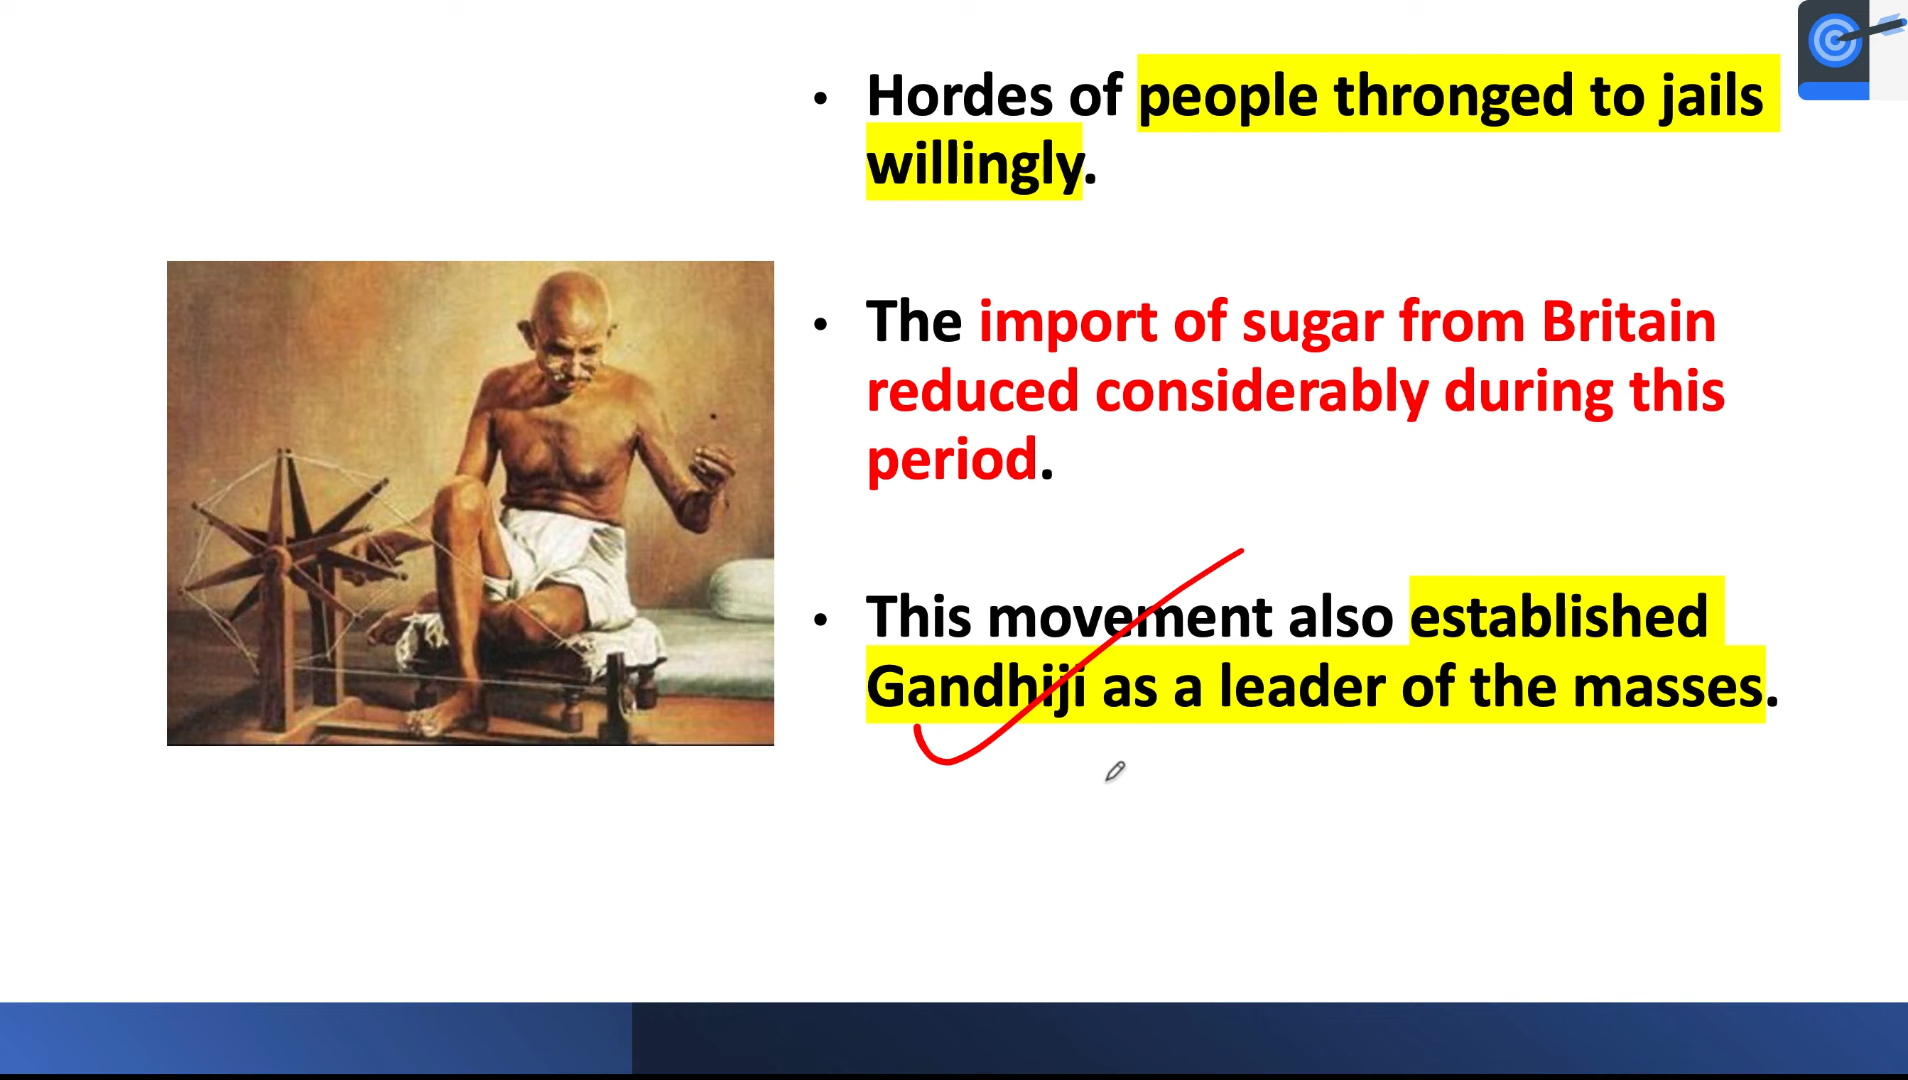 • Hordes of people thronged to jails
willingly.
• The import of sugar from Britain
reduced considerably during this
period.
• This movement also established
Gandhiji as a leader of the masses.